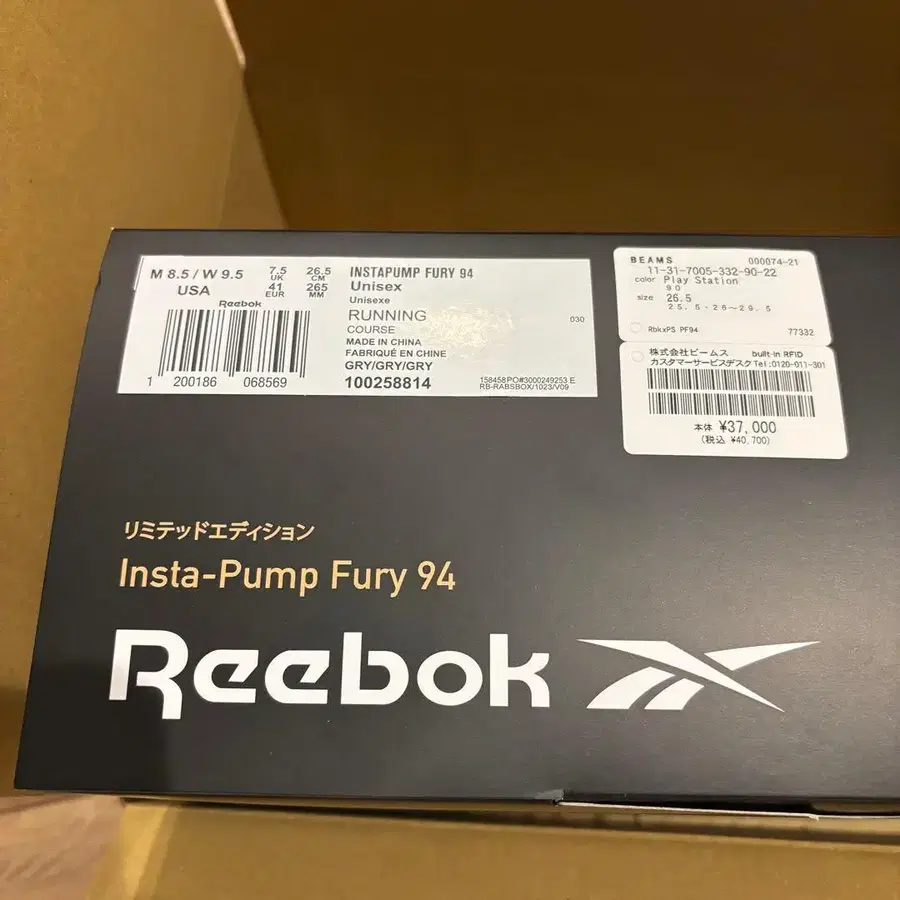 M 8.5 / W 9.5
USA
7.5
UK
41
EUR
26.5
CM
265
MM
Reebok
1 200186 068569
INSTAPUMP FURY 94
Unisex
Unisexe
RUNNING
COURSE
MADE IN CHINA
FABRIQUÉ EN CHINE
GRY/GRY/GRY
100258814
030
158458PO#3000249253 E
RB-RABSBOX/1023/V09
BEAMS 000074-21
11-31-7005-332-90-22
color Play Station
90
size 26.5
25.5・26~29.5
RbkxPS PF94 77332
株式会社ビームス built-in RFID
カスタマーサービスデスク Tel:0120-011-301
本体 ¥37,000
(税込 ¥40,700)
リミテッドエディション
Insta-Pump Fury 94
Reebok